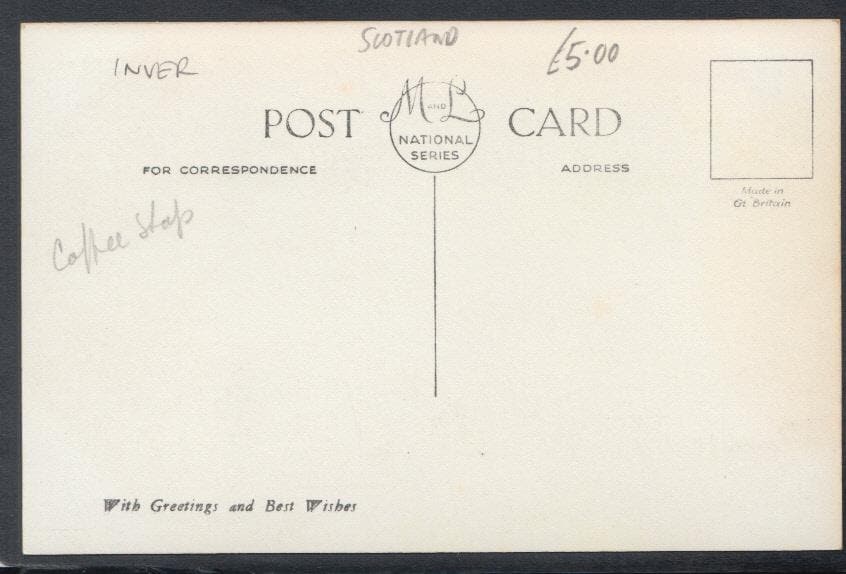 SCOTLAND
INVER
£5.00
POST M AND L CARD
NATIONAL
SERIES
FOR CORRESPONDENCE
ADDRESS
Made in
Gt Britain
Coffee Stop
With Greetings and Best Wishes